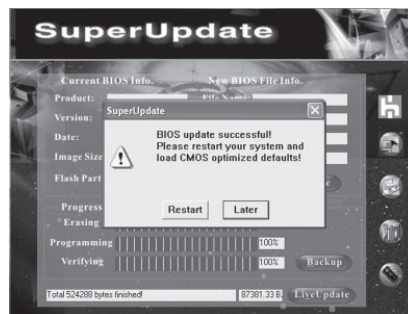 SuperUpdate
Current BIOS Info. New BIOS File Info.
Product: File Name:
Version:
Date:
Image Size
Flash Part
SuperUpdate
BIOS update successful!
Please restart your system and
load CMOS optimized defaults!
Restart Later
Progress
Erasing
Programming 100%
Verifying 100% Backup
Total 524288 bytes finished! 87381.33 B. LiveUpdate